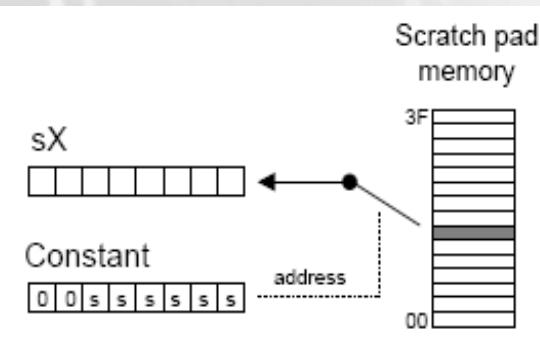 Scratch pad
memory
3F
sX
Constant
address
0 0 s s s s s s
00